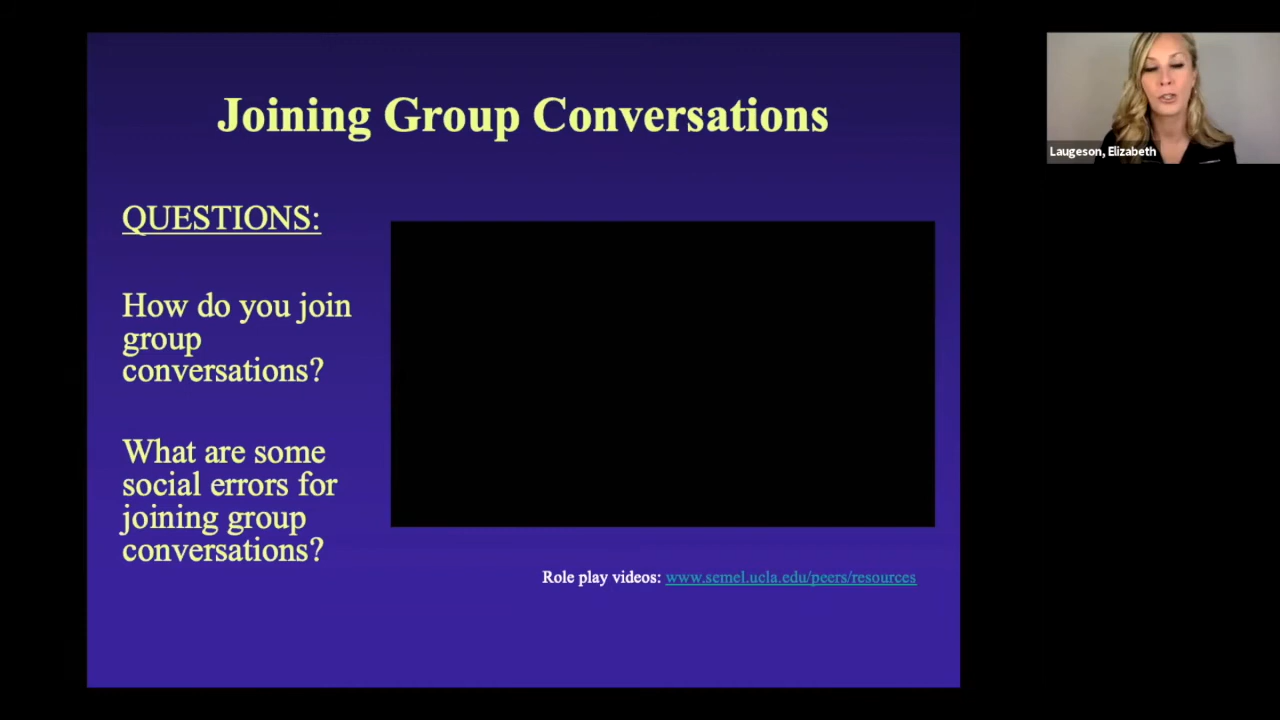 Joining Group Conversations
Laugeson, Elizabeth
QUESTIONS:
How do you join
group
conversations?
What are some
social errors for
joining group
conversations?
Role play videos: www.semel.ucla.edu/peers/resources